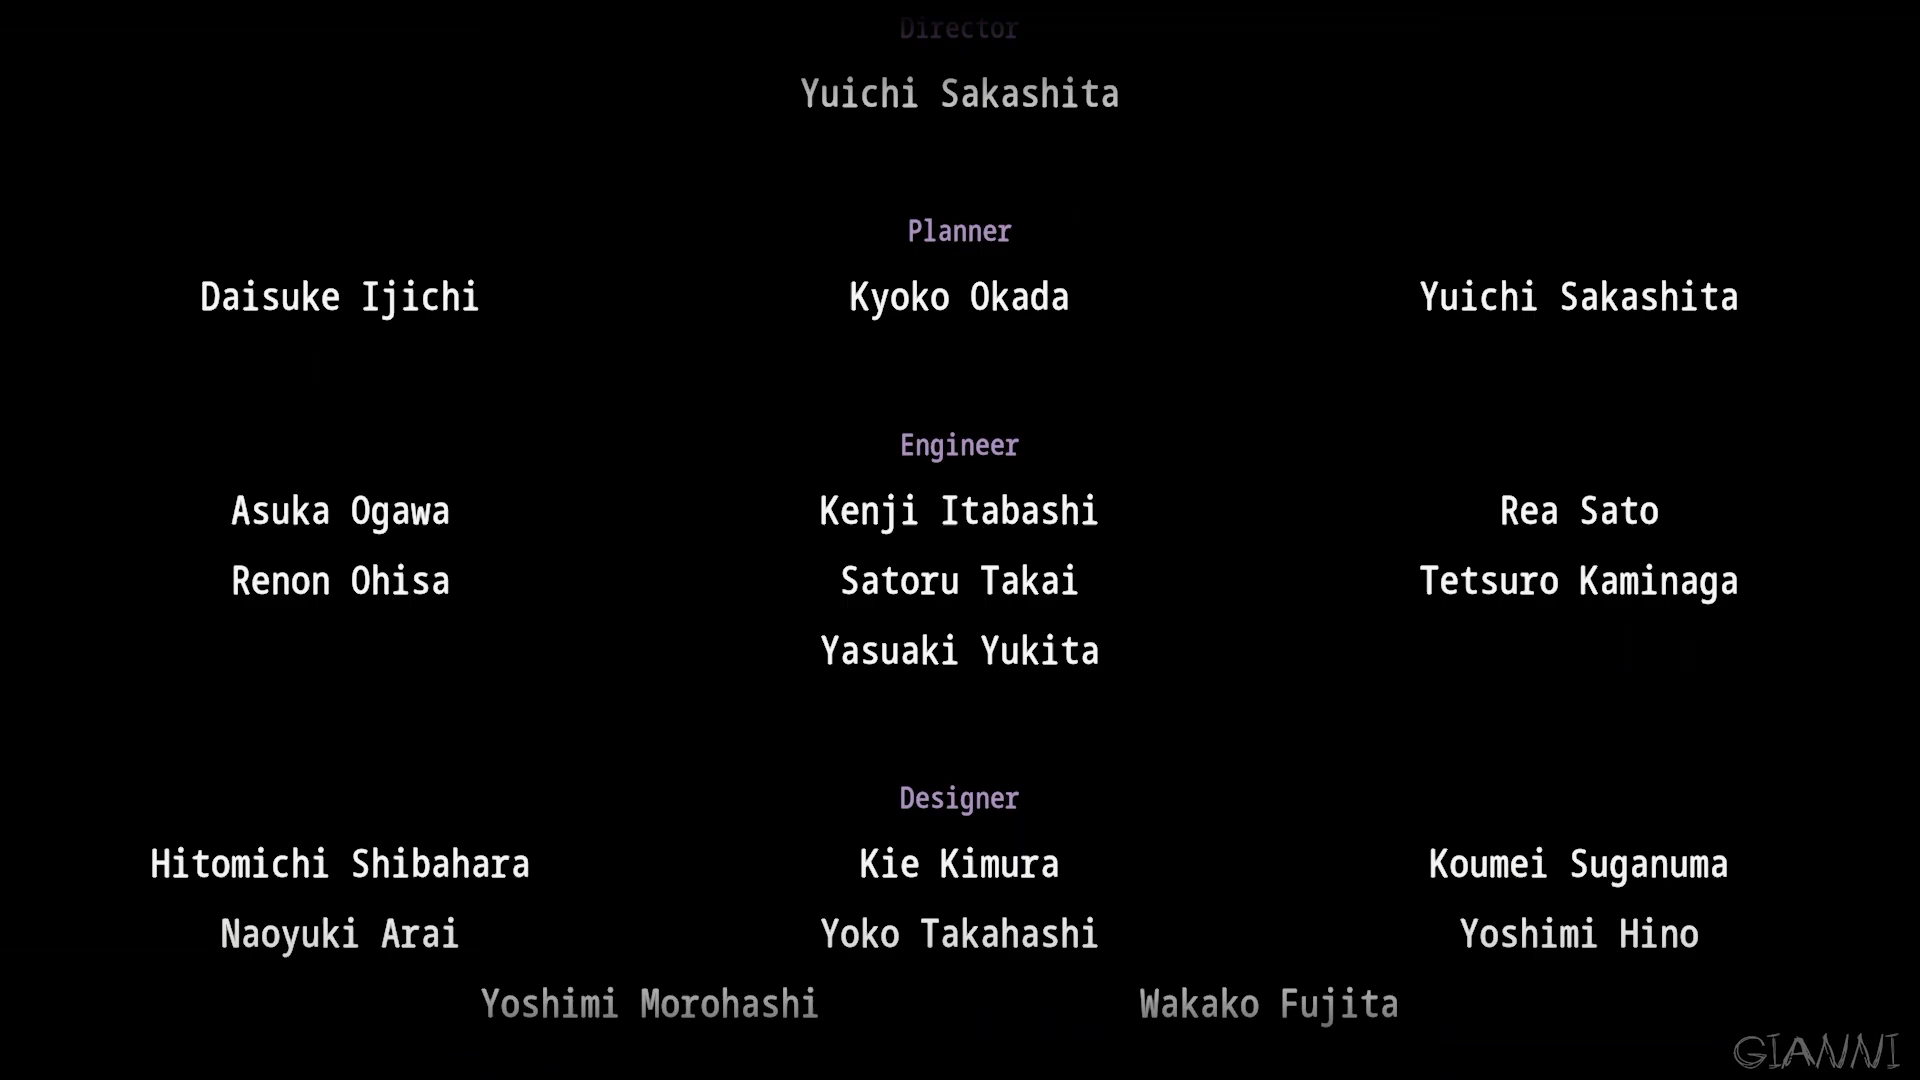 Director
Yuichi Sakashita
Planner
Daisuke Ijichi Kyoko Okada Yuichi Sakashita
Engineer
Asuka Ogawa Kenji Itabashi Rea Sato
Renon Ohisa Satoru Takai Tetsuro Kaminaga
Yasuaki Yukita
Designer
Hitomichi Shibahara Kie Kimura Koumei Suganuma
Naoyuki Arai Yoko Takahashi Yoshimi Hino
Yoshimi Morohashi Wakako Fujita
GIANNI